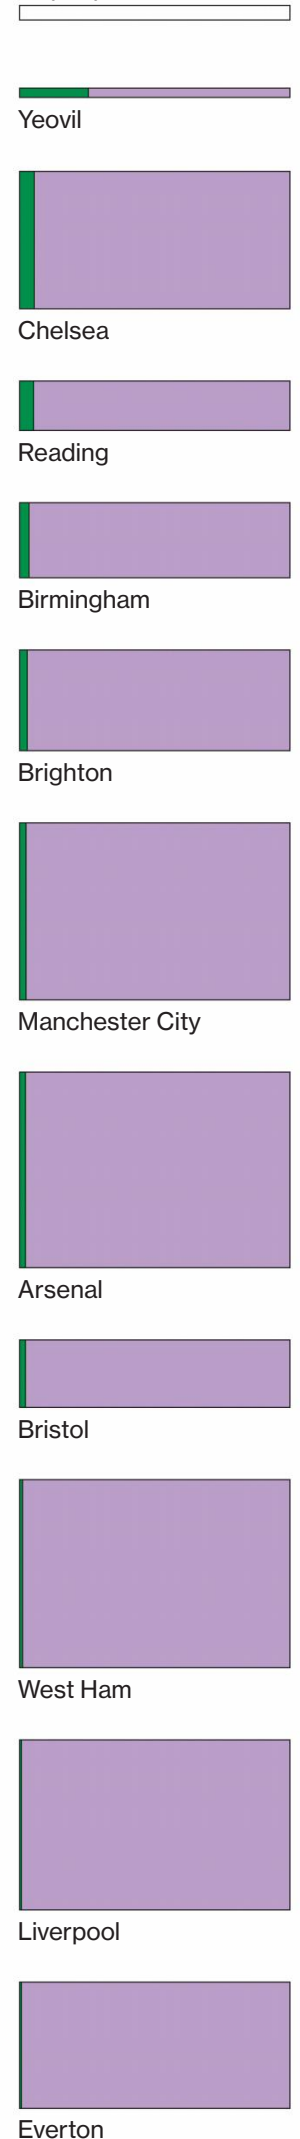 Yeovil
Chelsea
Reading
Birmingham
Brighton
Manchester City
Arsenal
Bristol
West Ham
Liverpool
Everton